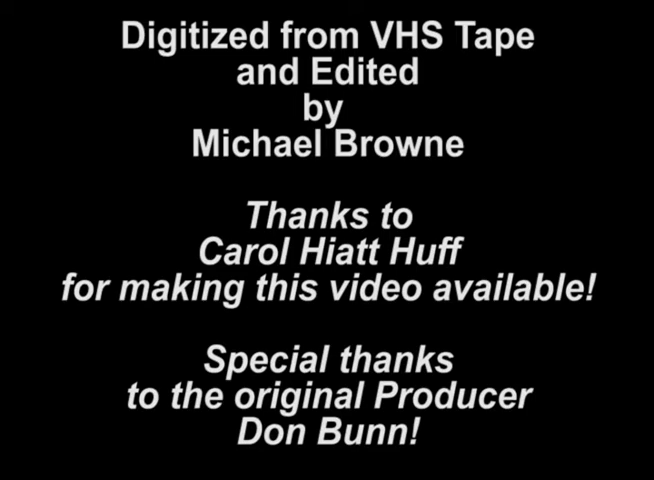 Digitized from VHS Tape
and Edited
by
Michael Browne
Thanks to
Carol Hiatt Huff
for making this video available!
Special thanks
to the original Producer
Don Bunn!